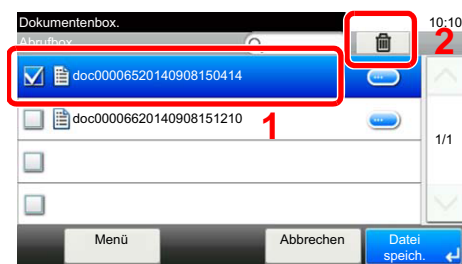 Dokumentenbox.
10:10
Abrufbox
2
doc00006520140908150414
doc00006620140908151210
1
1/1
Menü
Abbrechen
Datei
speich.